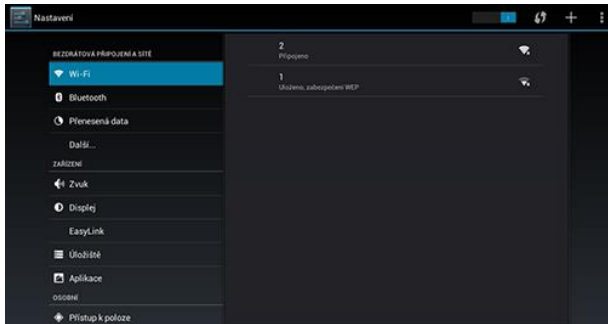 Nastavení
BEZDRÁTOVÁ PŘIPOJENÍ A SÍTĚ
Wi-Fi
Bluetooth
Přenesená data
Další...
ZAŘÍZENÍ
Zvuk
Displej
EasyLink
Úložiště
Aplikace
OSOBNÍ
Přístup k poloze
2
Připojeno
1
Uloženo, zabezpečení WEP